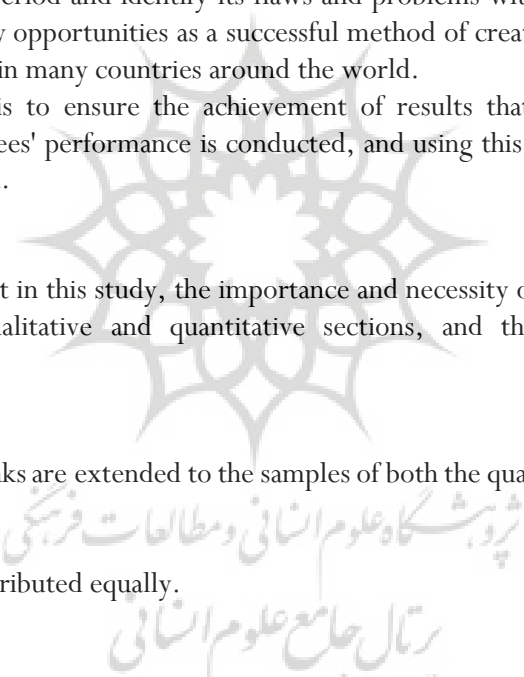 period and identify its flaws and problems wi
y opportunities as a successful method of creat
in many countries around the world.
is to ensure the achievement of results that
ees' performance is conducted, and using this
t in this study, the importance and necessity o
alitative and quantitative sections, and th
nks are extended to the samples of both the qua
پژوهشگاه علوم انسانی و مطالعات فرهنگی
ributed equally.
پرتال جامع علوم انسانی